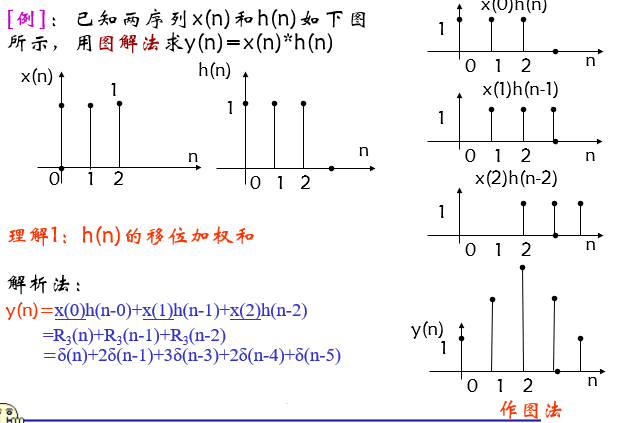 [例]：已知两序列x(n)和h(n)如下图
所示，用图解法求y(n)=x(n)*h(n)
x(n)
1
n
0 1 2
h(n)
1
n
0 1 2
理解1：h(n)的移位加权和
解析法：
y(n)=x(0)h(n-0)+x(1)h(n-1)+x(2)h(n-2)
=R₃(n)+R₃(n-1)+R₃(n-2)
=δ(n)+2δ(n-1)+3δ(n-3)+2δ(n-4)+δ(n-5)
x(0)h(n)
1
0 1 2 n
x(1)h(n-1)
1
0 1 2 n
x(2)h(n-2)
1
0 1 2 n
y(n)
1
0 1 2 n
作图法